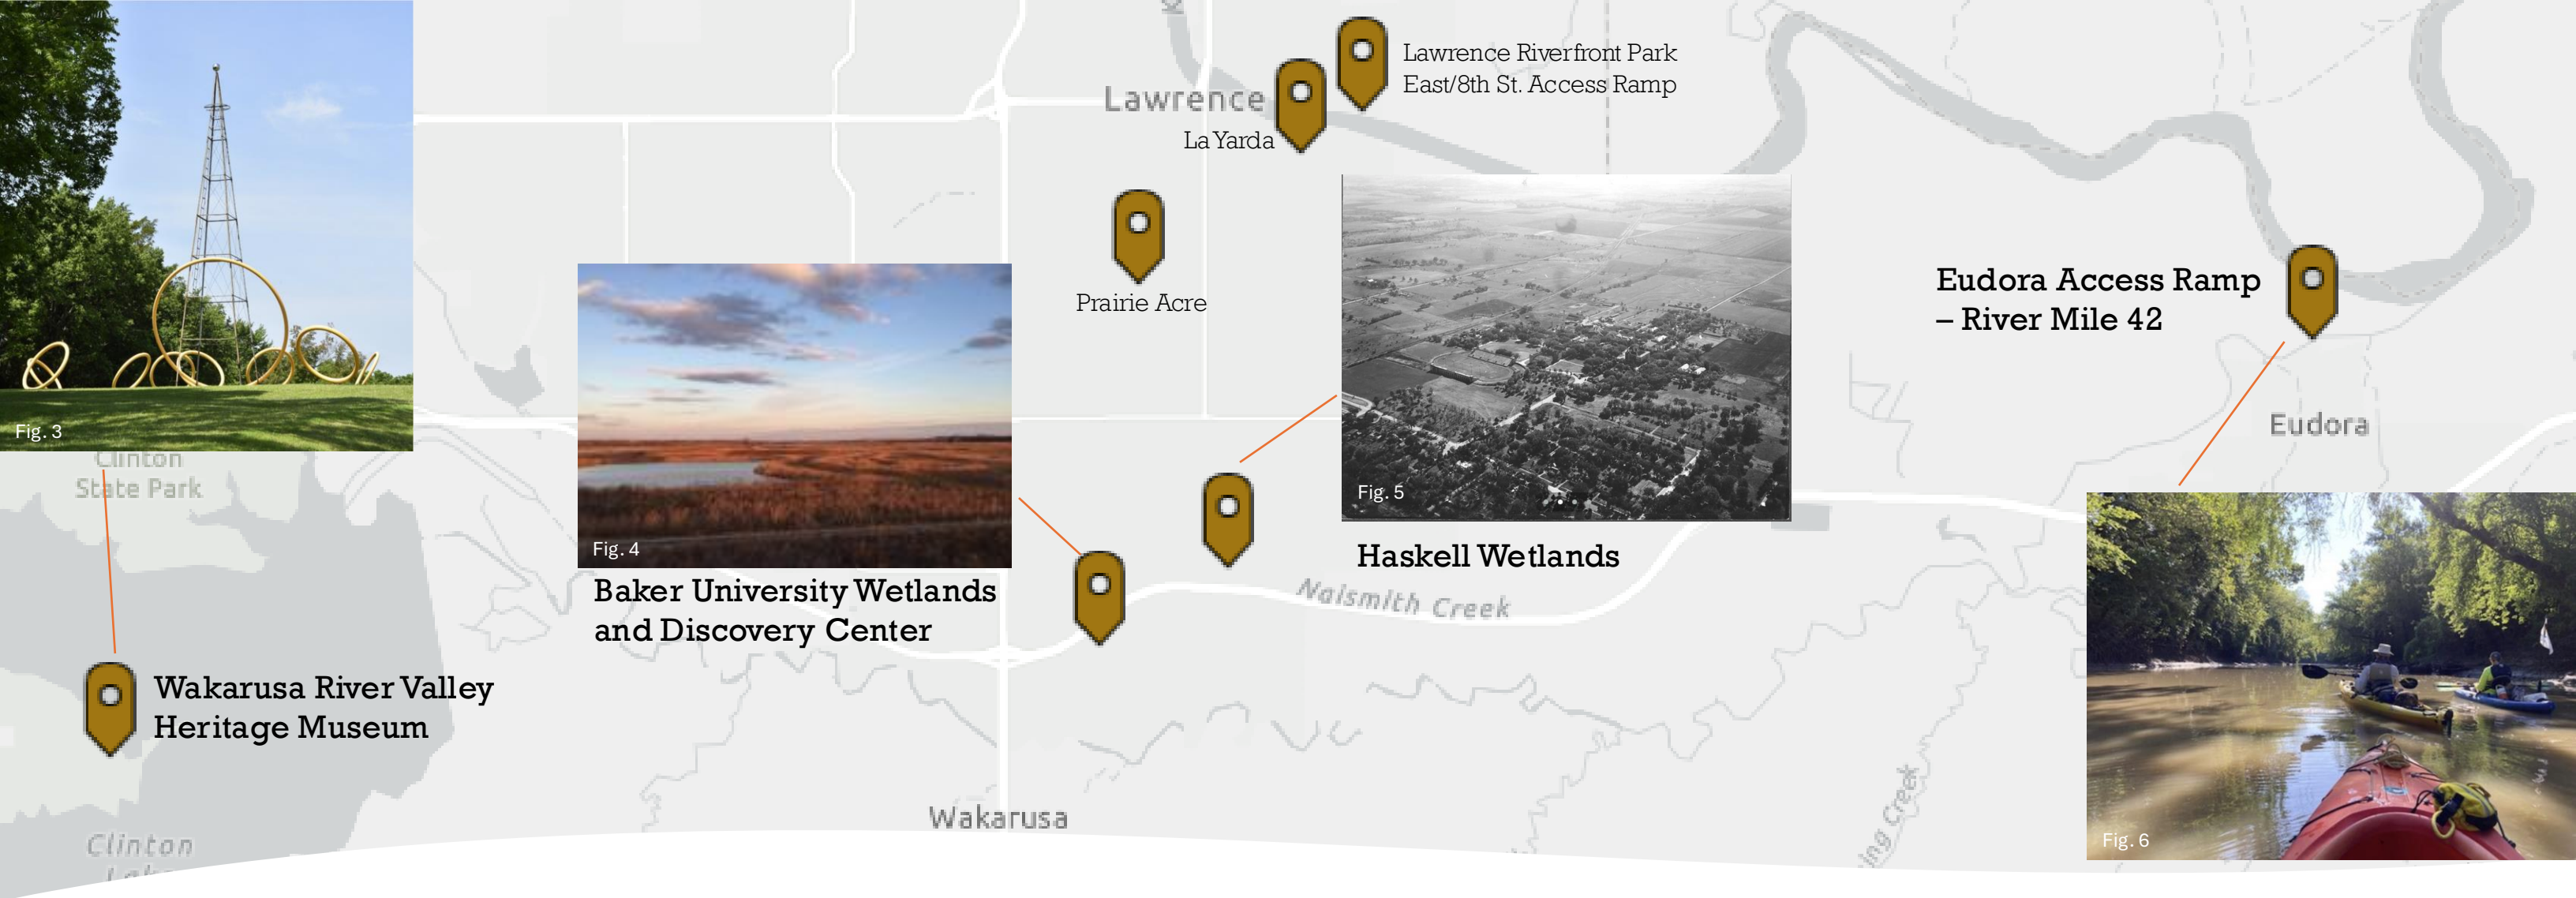 Lawrence Riverfront Park
East/8th St. Access Ramp
Lawrence
La Yarda
Prairie Acre
Eudora Access Ramp
– River Mile 42
Eudora
Fig. 3
Clinton
State Park
Fig. 4
Baker University Wetlands
and Discovery Center
Fig. 5
Haskell Wetlands
Naismith Creek
Wakarusa River Valley
Heritage Museum
Wakarusa
Clinton
ing Creek
Fig. 6